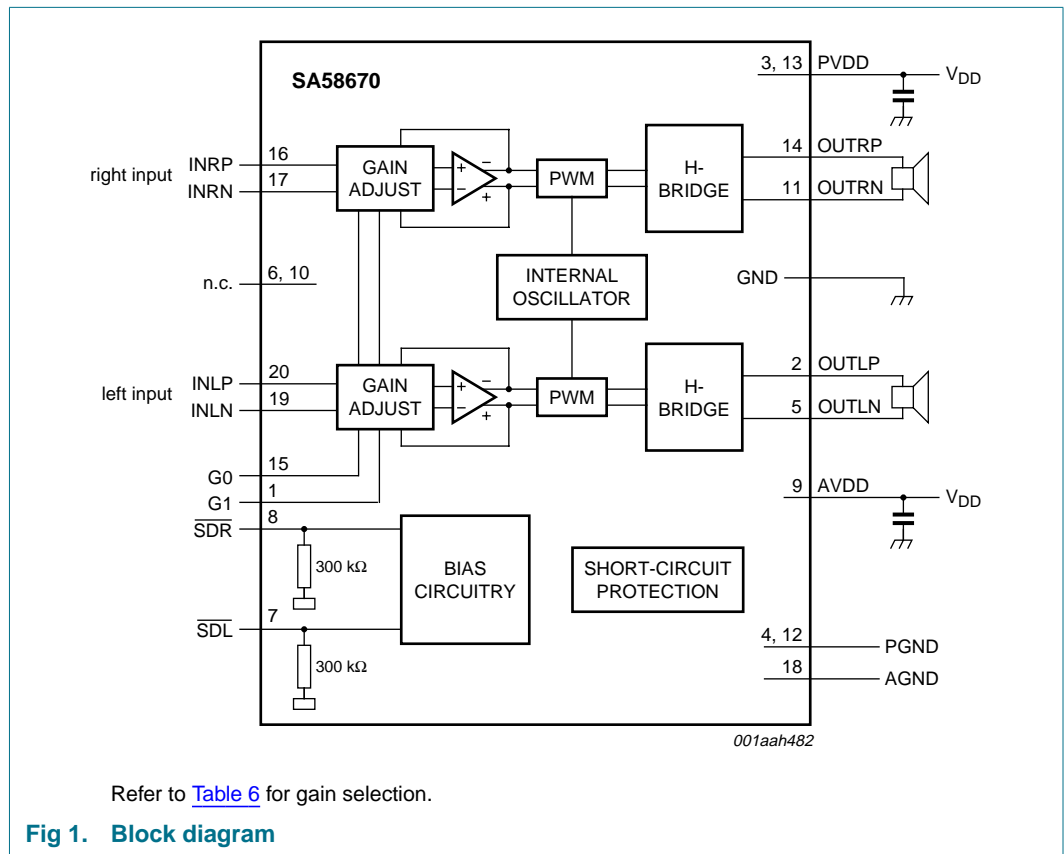 SA58670
3, 13 PVDD
VDD
right input
INRP 16
INRN 17
GAIN ADJUST
+ −
− +
PWM
H-BRIDGE
14 OUTRP
11 OUTRN
n.c. 6, 10
INTERNAL OSCILLATOR
GND
left input
INLP 20
INLN 19
GAIN ADJUST
+ −
− +
PWM
H-BRIDGE
2 OUTLP
5 OUTLN
G0 15
G1 1
9 AVDD
VDD
SDR 8
300 kΩ
BIAS CIRCUITRY
SHORT-CIRCUIT PROTECTION
SDL 7
300 kΩ
4, 12 PGND
18 AGND
001aah482
Refer to Table 6 for gain selection.
Fig 1. Block diagram